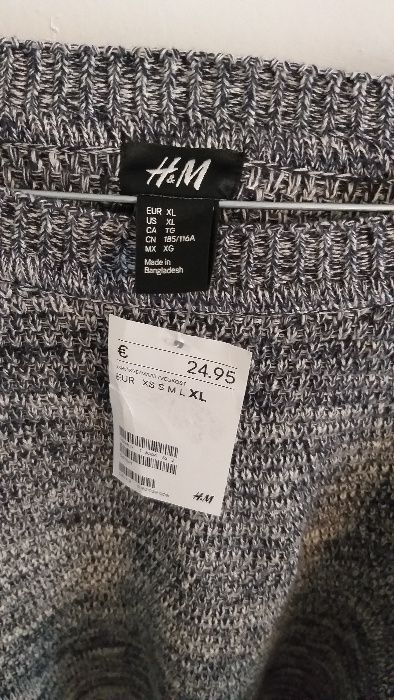 H&M
EUR XL
US XL
CA TG
CN 185/116A
MX XG
Made in
Bangladesh
€ 24.95
EUR XS S M L XL
H&M